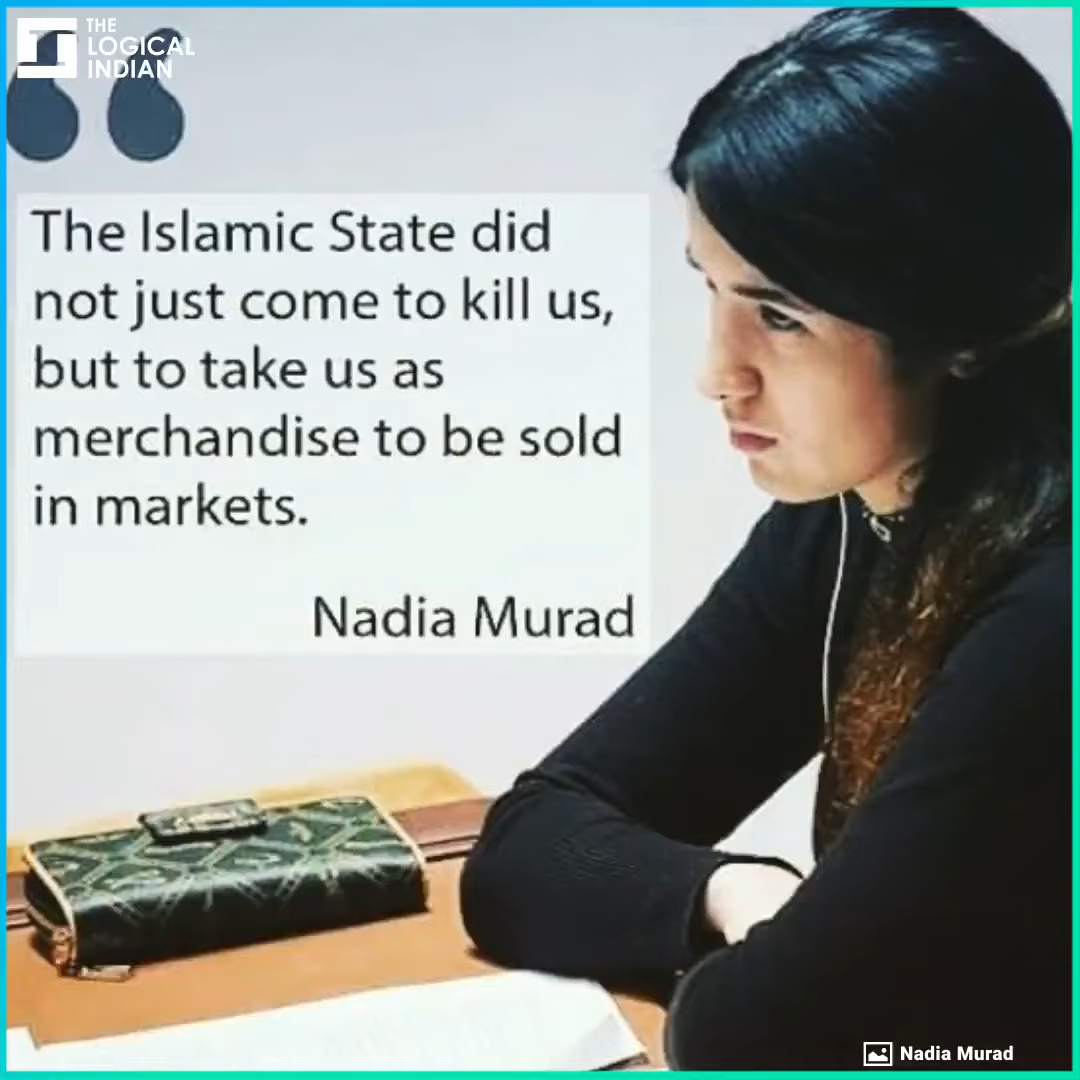 THE
LOGICAL
INDIAN
The Islamic State did
not just come to kill us,
but to take us as
merchandise to be sold
in markets.
Nadia Murad
Nadia Murad